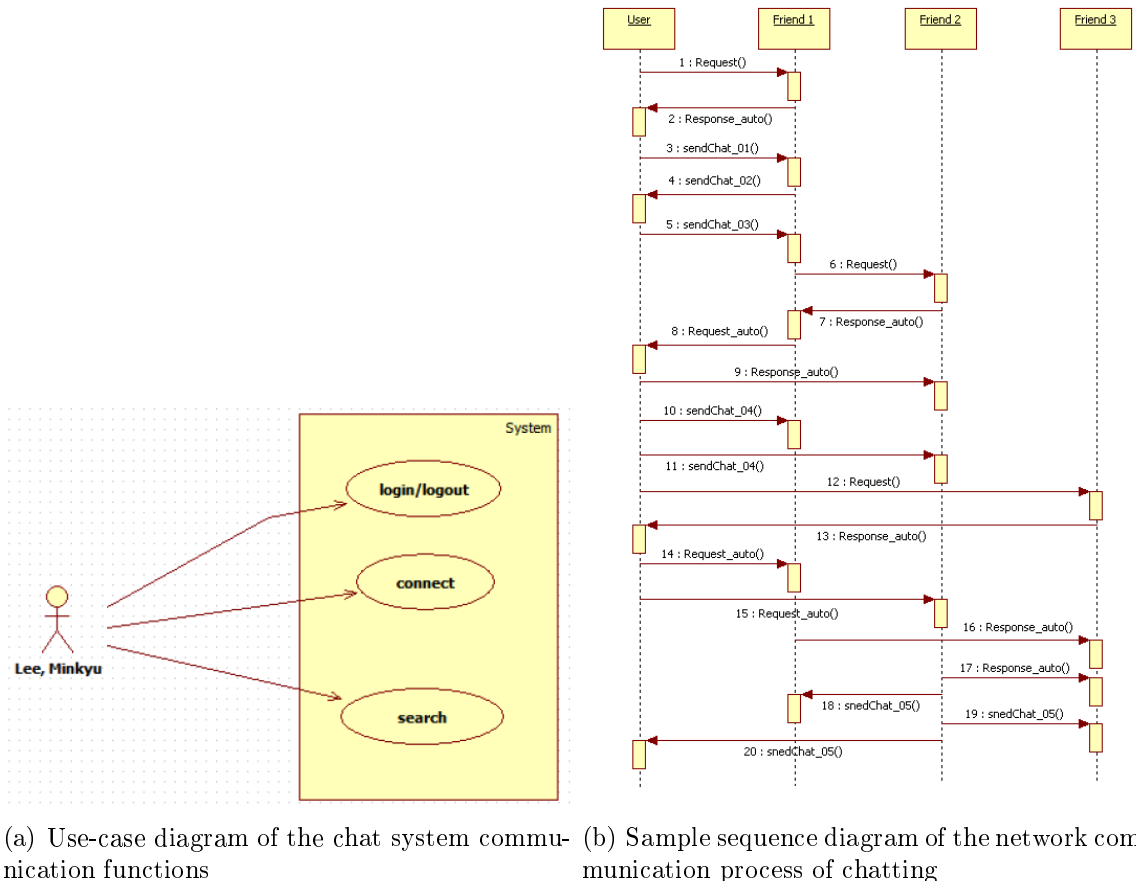 User
Friend 1
Friend 2
Friend 3
1 : Request()
2 : Response_auto()
3 : sendChat_01()
4 : sendChat_02()
5 : sendChat_03()
6 : Request()
7 : Response_auto()
8 : Request_auto()
9 : Response_auto()
10 : sendChat_04()
11 : sendChat_04()
12 : Request()
13 : Response_auto()
14 : Request_auto()
15 : Request_auto()
16 : Response_auto()
17 : Response_auto()
18 : snedChat_05()
19 : snedChat_05()
20 : snedChat_05()
System
login/logout
connect
search
Lee, Minkyu
(a) Use-case diagram of the chat system commu-
nication functions
(b) Sample sequence diagram of the network com
munication process of chatting